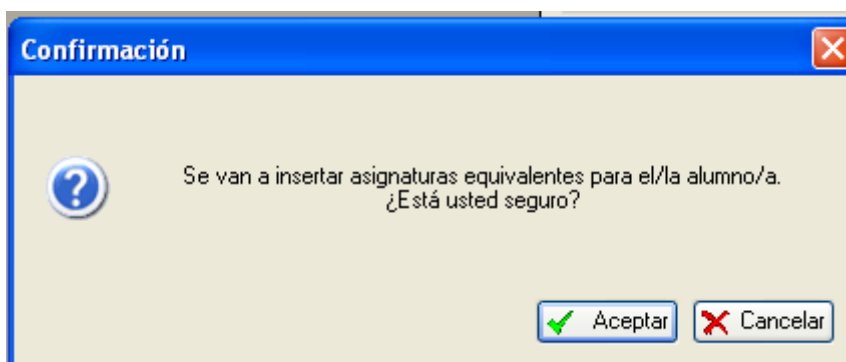 Confirmación
Se van a insertar asignaturas equivalentes para el/la alumno/a.
¿Está usted seguro?
Aceptar
Cancelar